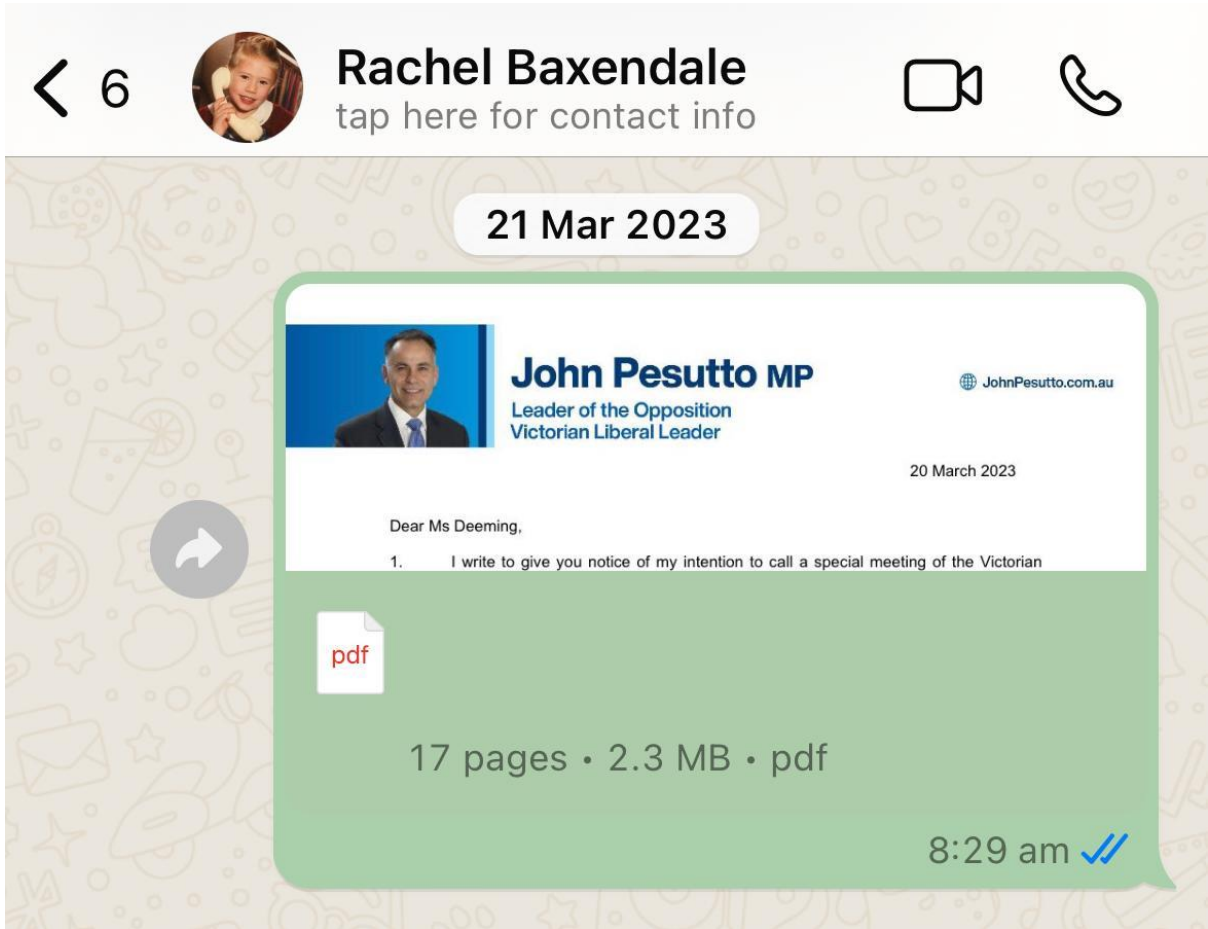 6
Rachel Baxendale
tap here for contact info
21 Mar 2023
John Pesutto MP
JohnPesutto.com.au
Leader of the Opposition
Victorian Liberal Leader
20 March 2023
Dear Ms Deeming,
1. I write to give you notice of my intention to call a special meeting of the Victorian
pdf
17 pages • 2.3 MB • pdf
8:29 am